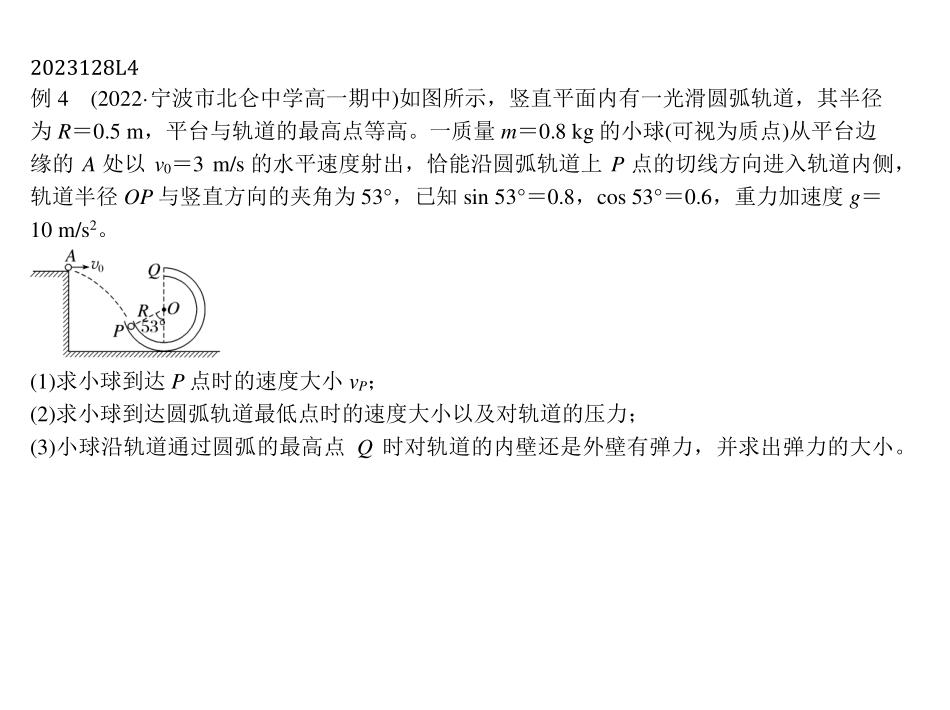 2023128L4
例 4 (2022·宁波市北仑中学高一期中)如图所示，竖直平面内有一光滑圆弧轨道，其半径
为 R＝0.5 m，平台与轨道的最高点等高。一质量 m＝0.8 kg 的小球(可视为质点)从平台边
缘的 A 处以 v₀＝3 m/s 的水平速度射出，恰能沿圆弧轨道上 P 点的切线方向进入轨道内侧，
轨道半径 OP 与竖直方向的夹角为 53°，已知 sin 53°＝0.8，cos 53°＝0.6，重力加速度 g＝
10 m/s²。
A
v₀
Q
R O
P 53°
(1)求小球到达 P 点时的速度大小 vP；
(2)求小球到达圆弧轨道最低点时的速度大小以及对轨道的压力；
(3)小球沿轨道通过圆弧的最高点 Q 时对轨道的内壁还是外壁有弹力，并求出弹力的大小。